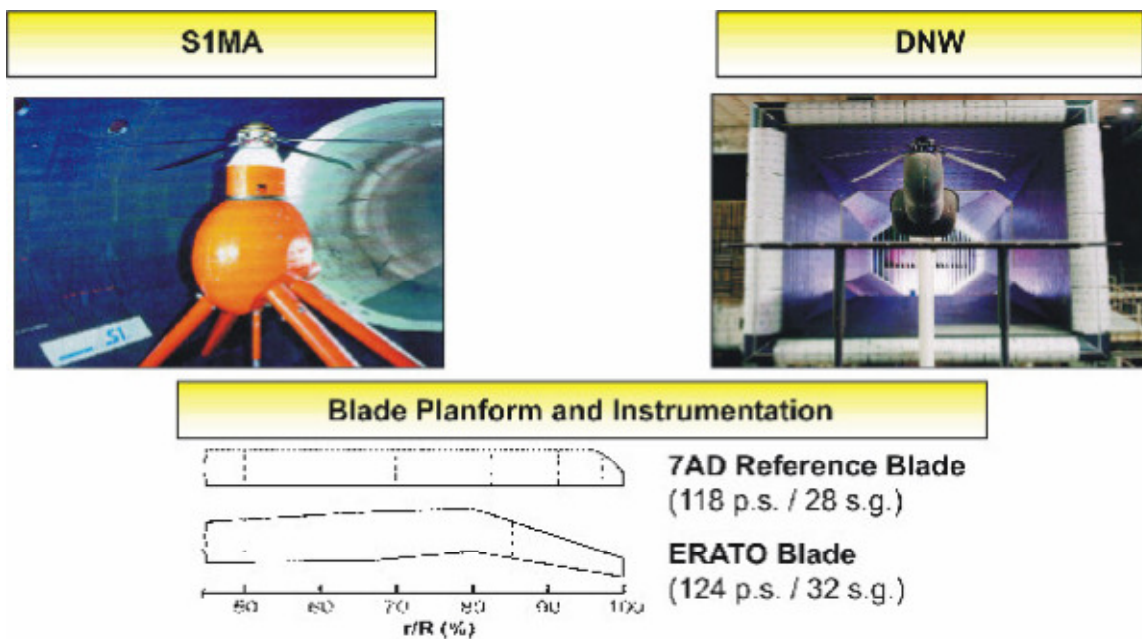 S1MA
DNW
S1
Blade Planform and Instrumentation
7AD Reference Blade
(118 p.s. / 28 s.g.)
ERATO Blade
(124 p.s. / 32 s.g.)
50 60 70 80 90 100
r/R (%)